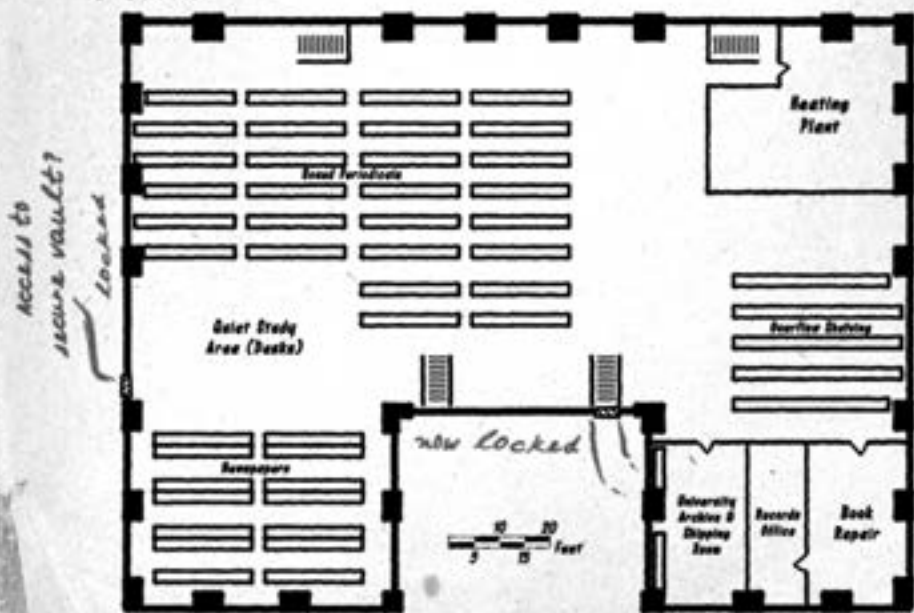 Heating
Plant
Bound Periodicals
access to
secure vault?
locked
Quiet Study
Area (Desks)
Overflow Shelving
now locked
Newspapers
10 20
5 15
Feet
University
Archive &
Shipping
Room
Records
Office
Book
Repair